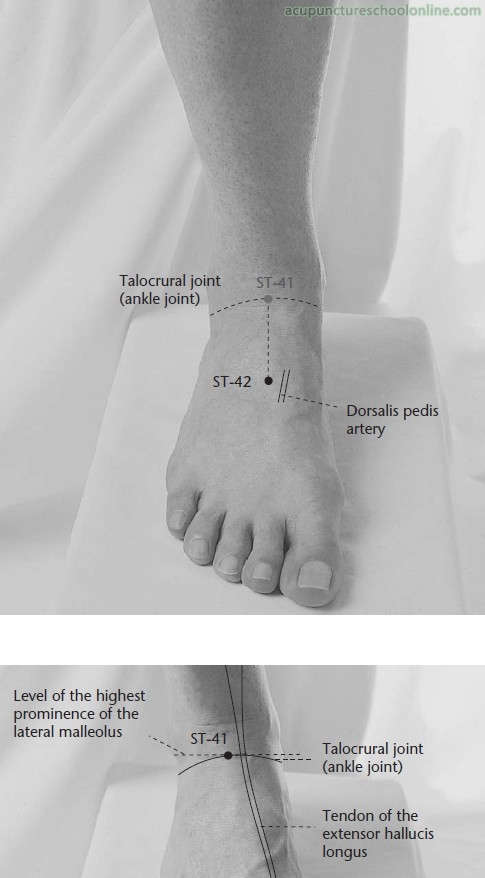 acupunctureschoolonline.com
Talocrural joint
(ankle joint)
ST-41
ST-42
Dorsalis pedis
artery
Level of the highest
prominence of the
lateral malleolus
ST-41
Talocrural joint
(ankle joint)
Tendon of the
extensor hallucis
longus